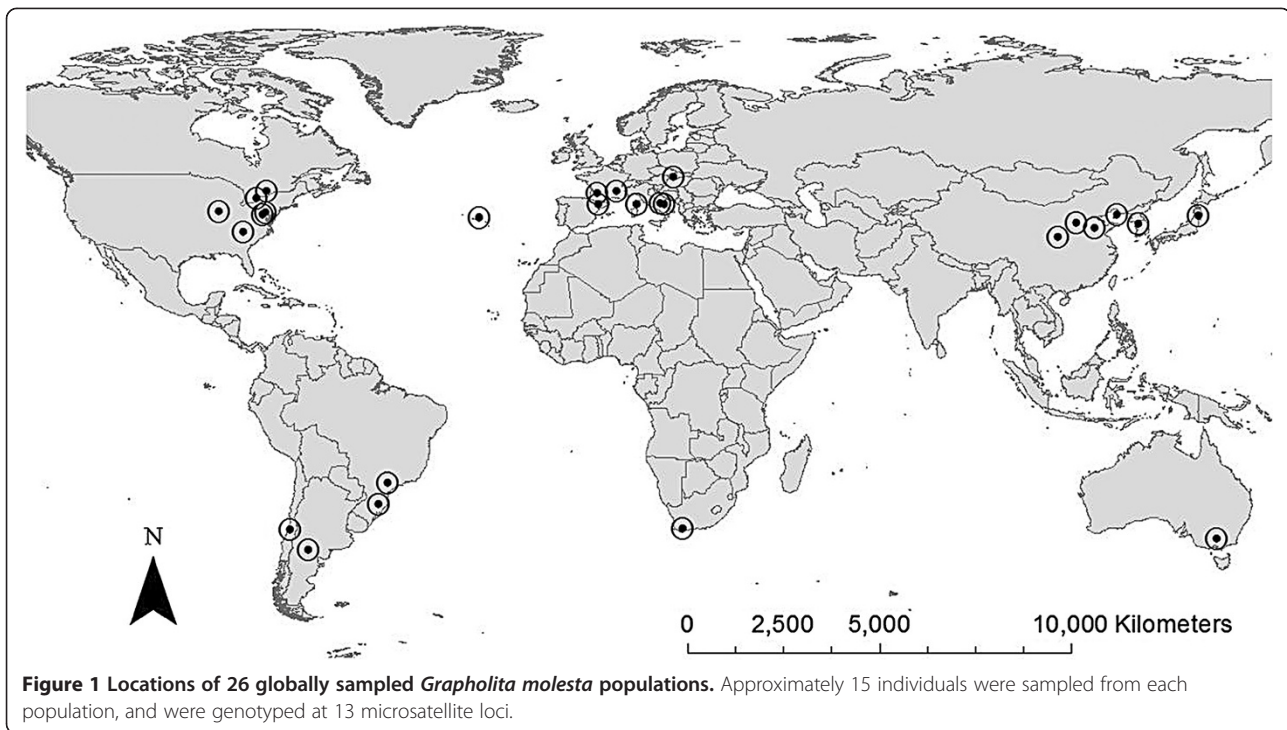 N
0 2,500 5,000 10,000 Kilometers
Figure 1 Locations of 26 globally sampled Grapholita molesta populations. Approximately 15 individuals were sampled from each
population, and were genotyped at 13 microsatellite loci.